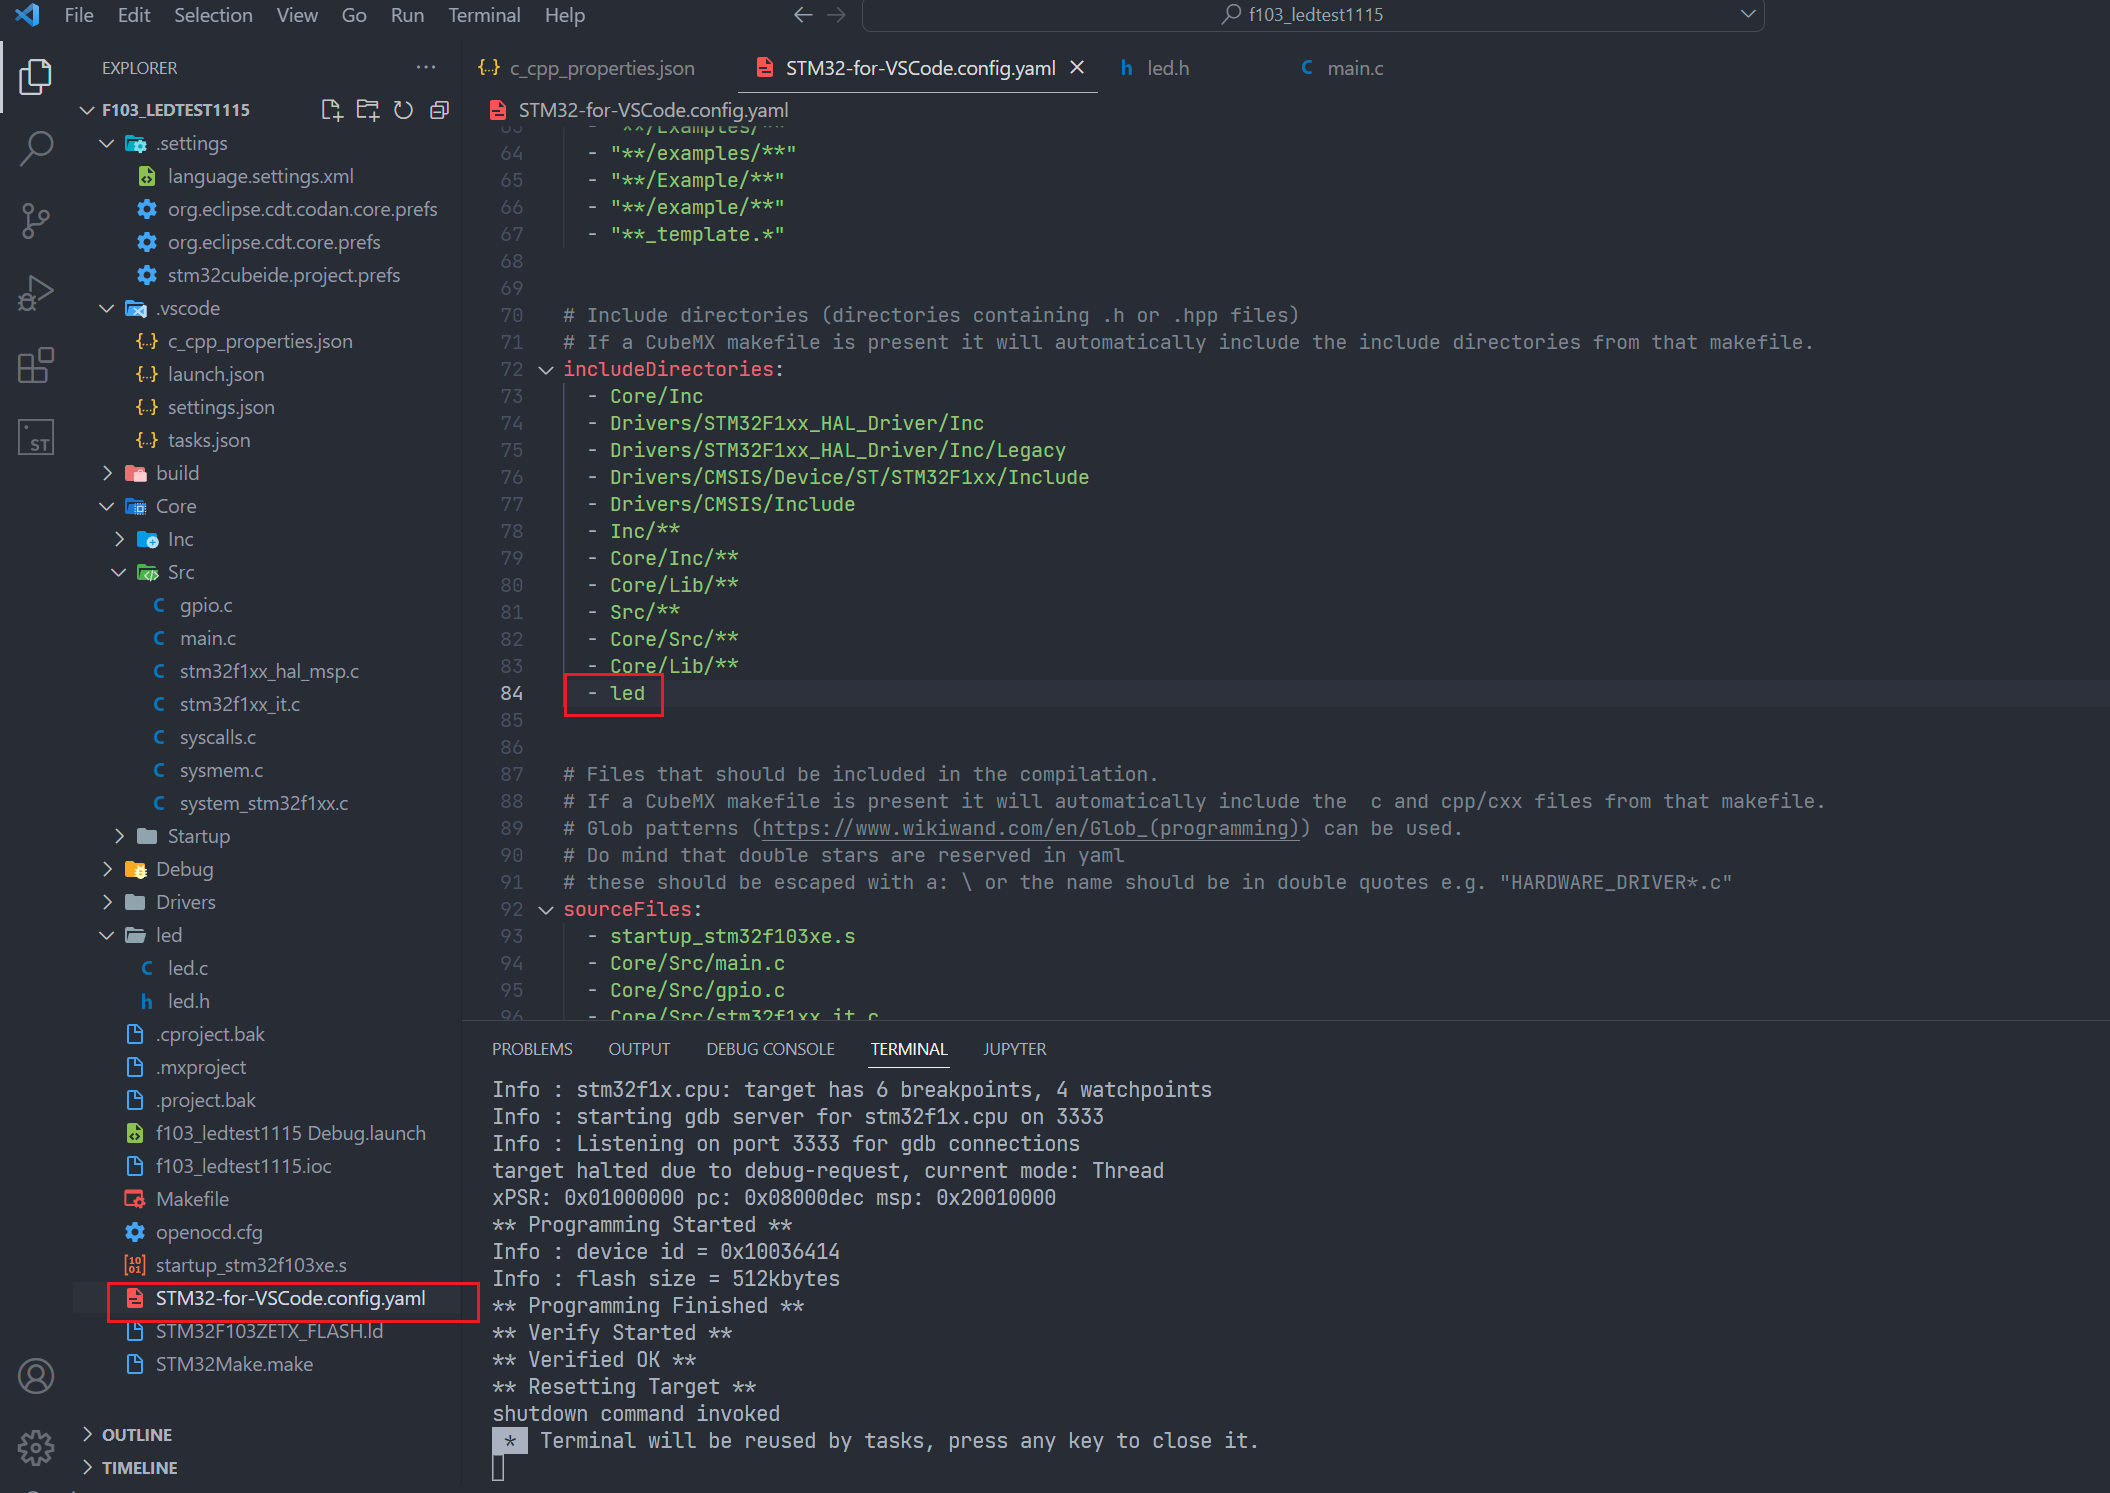 File Edit Selection View Go Run Terminal Help
f103_ledtest1115
EXPLORER
F103_LEDTEST1115
.settings
language.settings.xml
org.eclipse.cdt.codan.core.prefs
org.eclipse.cdt.core.prefs
stm32cubeide.project.prefs
.vscode
{..} c_cpp_properties.json
{..} launch.json
{..} settings.json
{..} tasks.json
build
Core
Inc
Src
C gpio.c
C main.c
C stm32f1xx_hal_msp.c
C stm32f1xx_it.c
C syscalls.c
C sysmem.c
C system_stm32f1xx.c
Startup
Debug
Drivers
led
C led.c
h led.h
.cproject.bak
.mxproject
.project.bak
f103_ledtest1115 Debug.launch
f103_ledtest1115.ioc
Makefile
openocd.cfg
startup_stm32f103xe.s
STM32-for-VSCode.config.yaml
STM32F103ZETX_FLASH.ld
STM32Make.make
OUTLINE
TIMELINE
ST
{..} c_cpp_properties.json STM32-for-VSCode.config.yaml h led.h C main.c
STM32-for-VSCode.config.yaml
63 - "**/Examples/**"
64 - "**/examples/**"
65 - "**/Example/**"
66 - "**/example/**"
67 - "**_template.*"
68
69
70 # Include directories (directories containing .h or .hpp files)
71 # If a CubeMX makefile is present it will automatically include the include directories from that makefile.
72 includeDirectories:
73 - Core/Inc
74 - Drivers/STM32F1xx_HAL_Driver/Inc
75 - Drivers/STM32F1xx_HAL_Driver/Inc/Legacy
76 - Drivers/CMSIS/Device/ST/STM32F1xx/Include
77 - Drivers/CMSIS/Include
78 - Inc/**
79 - Core/Inc/**
80 - Core/Lib/**
81 - Src/**
82 - Core/Src/**
83 - Core/Lib/**
84 - led
85
86
87 # Files that should be included in the compilation.
88 # If a CubeMX makefile is present it will automatically include the  c and cpp/cxx files from that makefile.
89 # Glob patterns (https://www.wikiwand.com/en/Glob_(programming)) can be used.
90 # Do mind that double stars are reserved in yaml
91 # these should be escaped with a: \ or the name should be in double quotes e.g. "HARDWARE_DRIVER*.c"
92 sourceFiles:
93 - startup_stm32f103xe.s
94 - Core/Src/main.c
95 - Core/Src/gpio.c
96 - Core/Src/stm32f1xx_it.c
PROBLEMS OUTPUT DEBUG CONSOLE TERMINAL JUPYTER
Info : stm32f1x.cpu: target has 6 breakpoints, 4 watchpoints
Info : starting gdb server for stm32f1x.cpu on 3333
Info : Listening on port 3333 for gdb connections
target halted due to debug-request, current mode: Thread
xPSR: 0x01000000 pc: 0x08000dec msp: 0x20010000
** Programming Started **
Info : device id = 0x10036414
Info : flash size = 512kbytes
** Programming Finished **
** Verify Started **
** Verified OK **
** Resetting Target **
shutdown command invoked
* Terminal will be reused by tasks, press any key to close it.